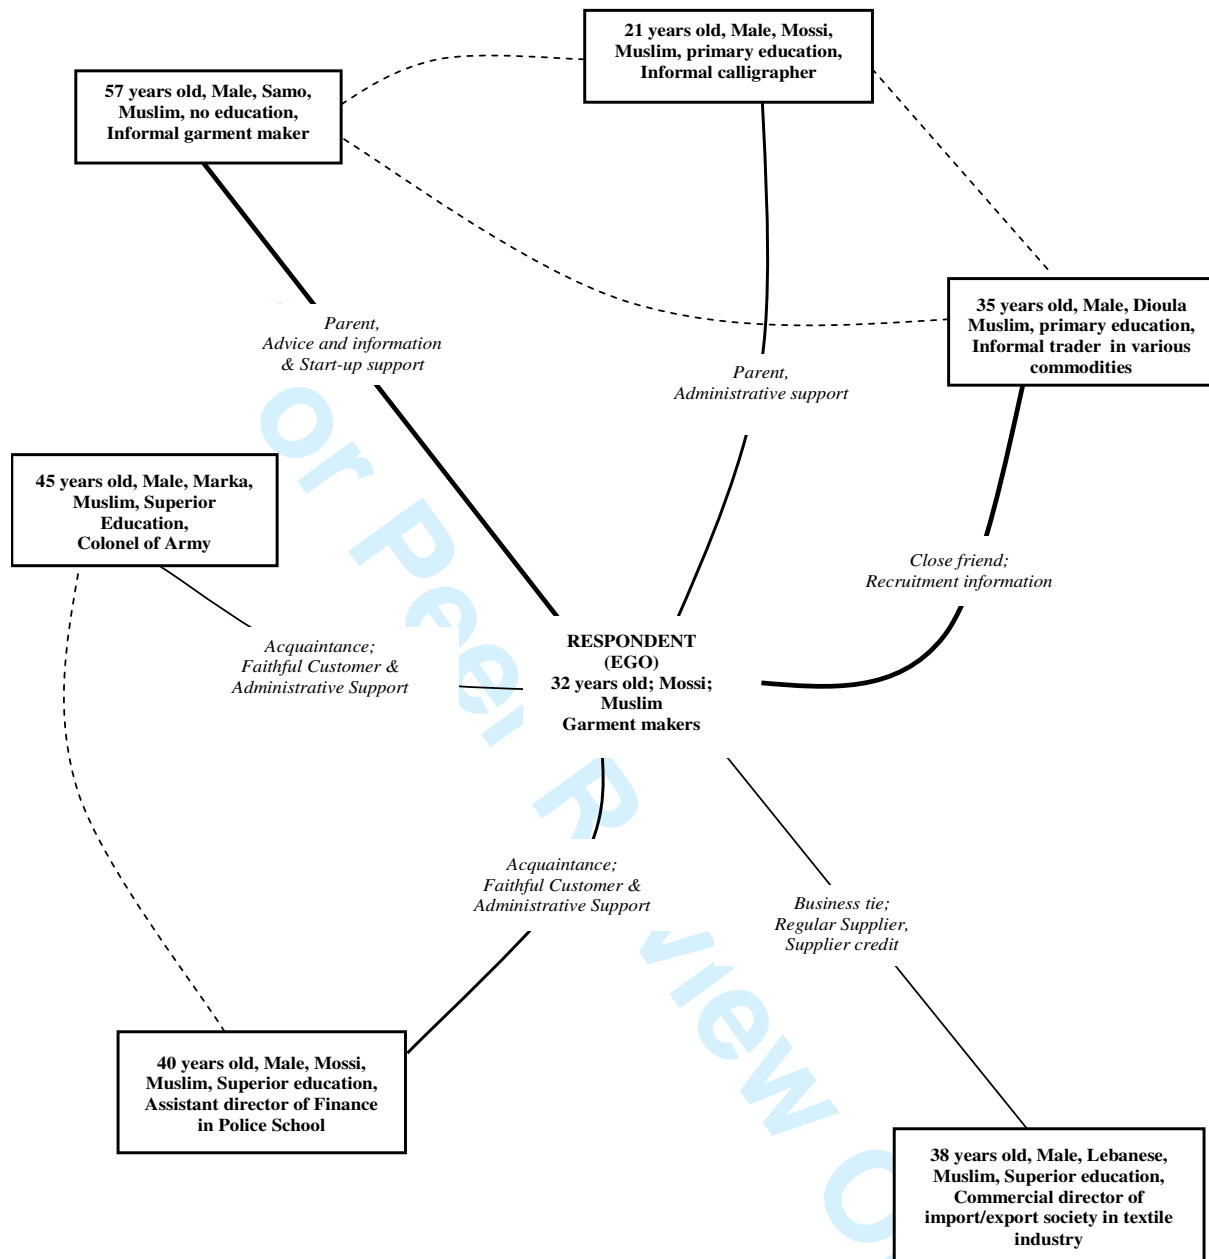 21 years old, Male, Mossi,
Muslim, primary education,
Informal calligrapher
57 years old, Male, Samo,
Muslim, no education,
Informal garment maker
35 years old, Male, Dioula
Muslim, primary education,
Informal trader in various
commodities
Parent,
Advice and information
& Start-up support
Parent,
Administrative support
45 years old, Male, Marka,
Muslim, Superior
Education,
Colonel of Army
Close friend;
Recruitment information
Acquaintance;
Faithful Customer &
Administrative Support
RESPONDENT
(EGO)
32 years old; Mossi;
Muslim
Garment makers
Acquaintance;
Faithful Customer &
Administrative Support
Business tie;
Regular Supplier,
Supplier credit
40 years old, Male, Mossi,
Muslim, Superior education,
Assistant director of Finance
in Police School
38 years old, Male, Lebanese,
Muslim, Superior education,
Commercial director of
import/export society in textile
industry
or Peer Review O